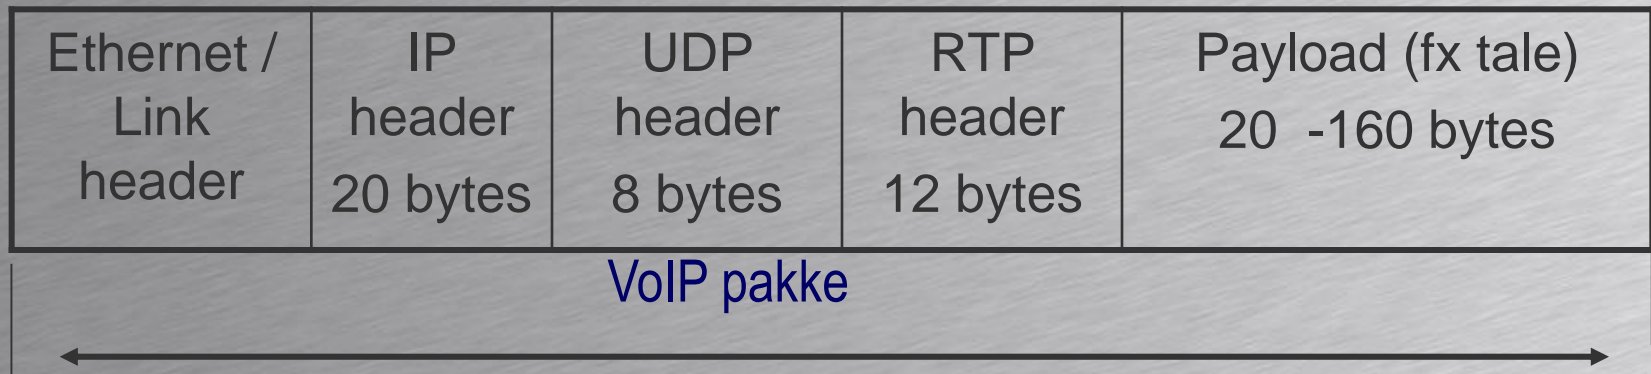 Ethernet /
Link
header
IP
header
20 bytes
UDP
header
8 bytes
RTP
header
12 bytes
Payload (fx tale)
20 -160 bytes
VoIP pakke